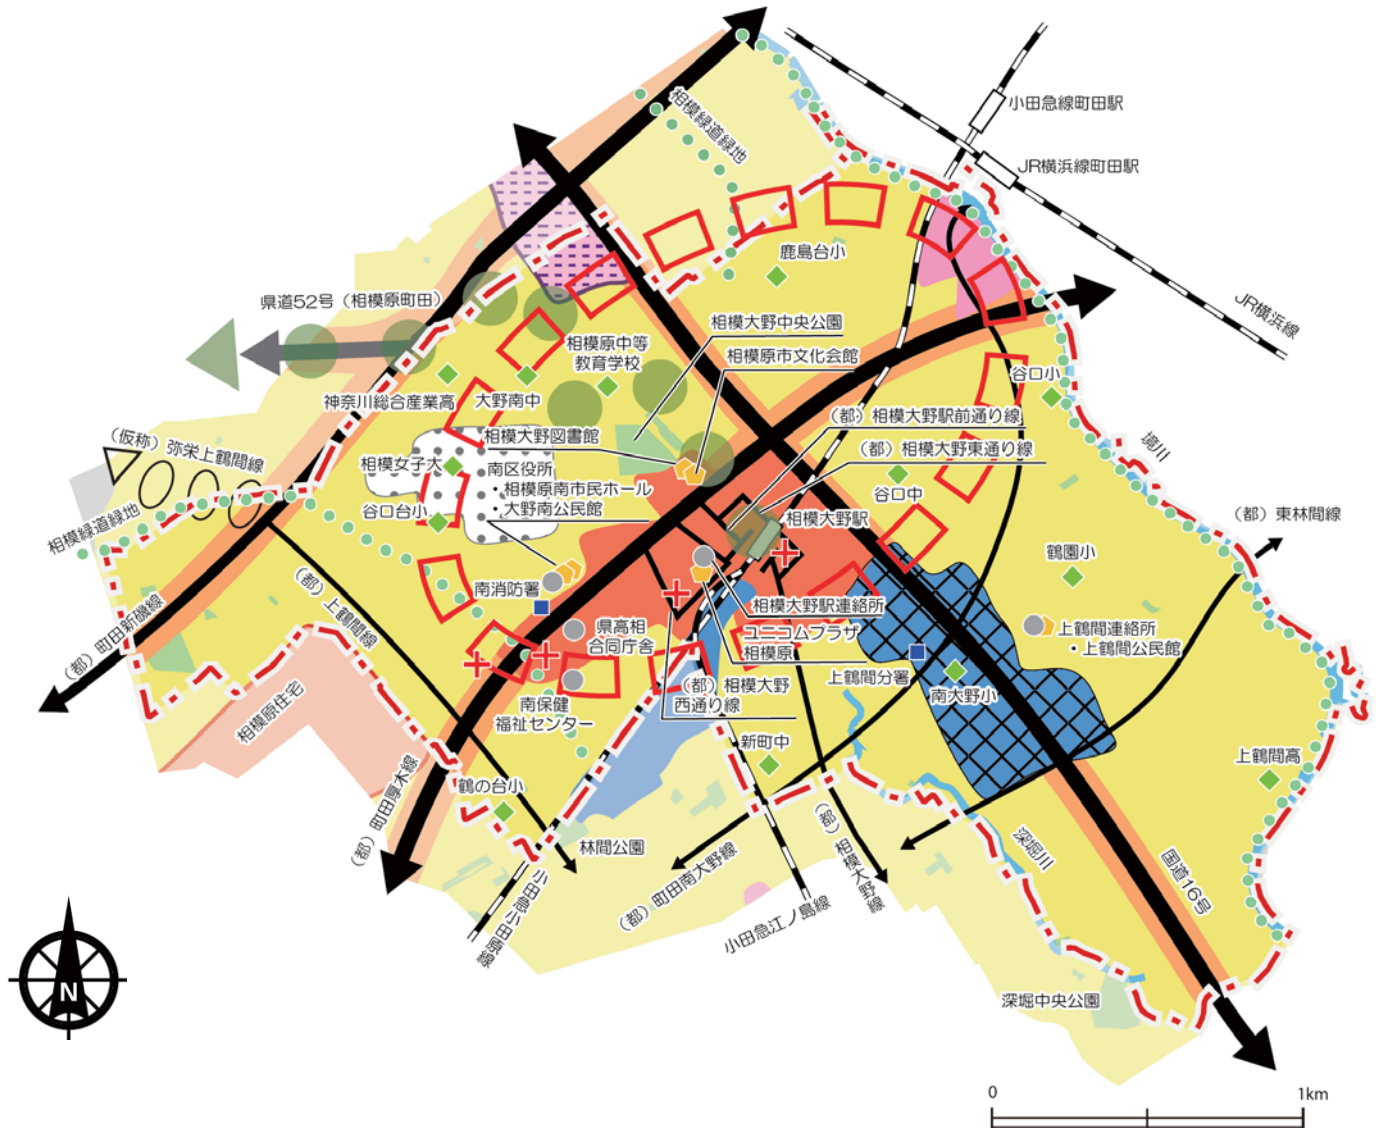 小田急線町田駅
JR横浜線町田駅
相模緑道緑地
鹿島台小
県道52号（相模原町田）
JR横浜線
相模大野中央公園
相模原市文化会館
相模原中等
教育学校
谷口小
神奈川総合産業高
大野南中
（都）相模大野駅前通り線
（仮称）弥栄上鶴間線
相模大野図書館
（都）相模大野東通り線
境川
相模女子大
南区役所
・相模原南市民ホール
・大野南公民館
谷口中
谷口台小
相模大野駅
（都）東林間線
相模緑道緑地
鶴園小
南消防署
（都）上鶴間線
相模大野駅連絡所
（都）町田新磯線
県高相
合同庁舎
ユニコムプラザ
相模原
上鶴間連絡所
・上鶴間公民館
上鶴間分署
南大野小
相模原住宅
南保健
福祉センター
（都）相模大野
西通り線
新町中
上鶴間高
（都）町田厚木線
鶴の台小
林間公園
（都）町田南大野線
（都）相模大野線
深堀川
国道16号
小田急小田原線
小田急江ノ島線
深堀中央公園
N
0
1km